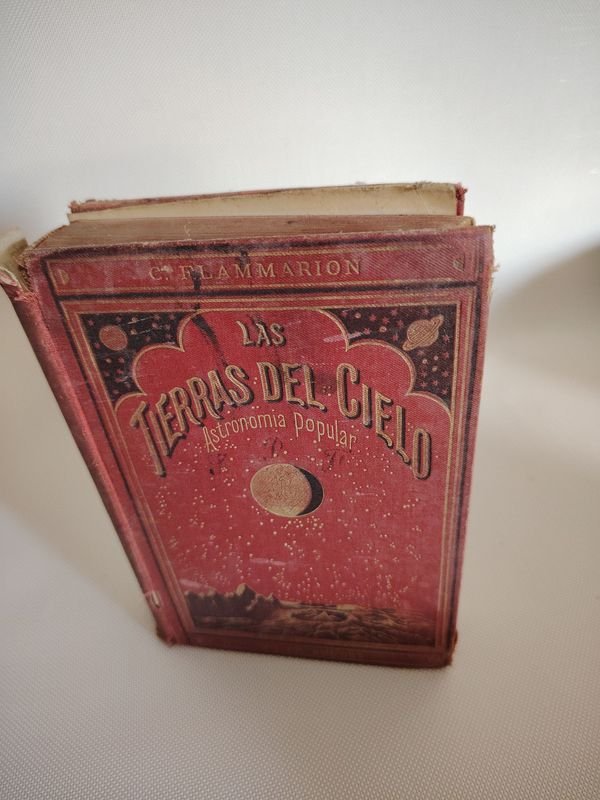 C. FLAMMARION
LAS
TIERRAS DEL CIELO
Astronomia Popular